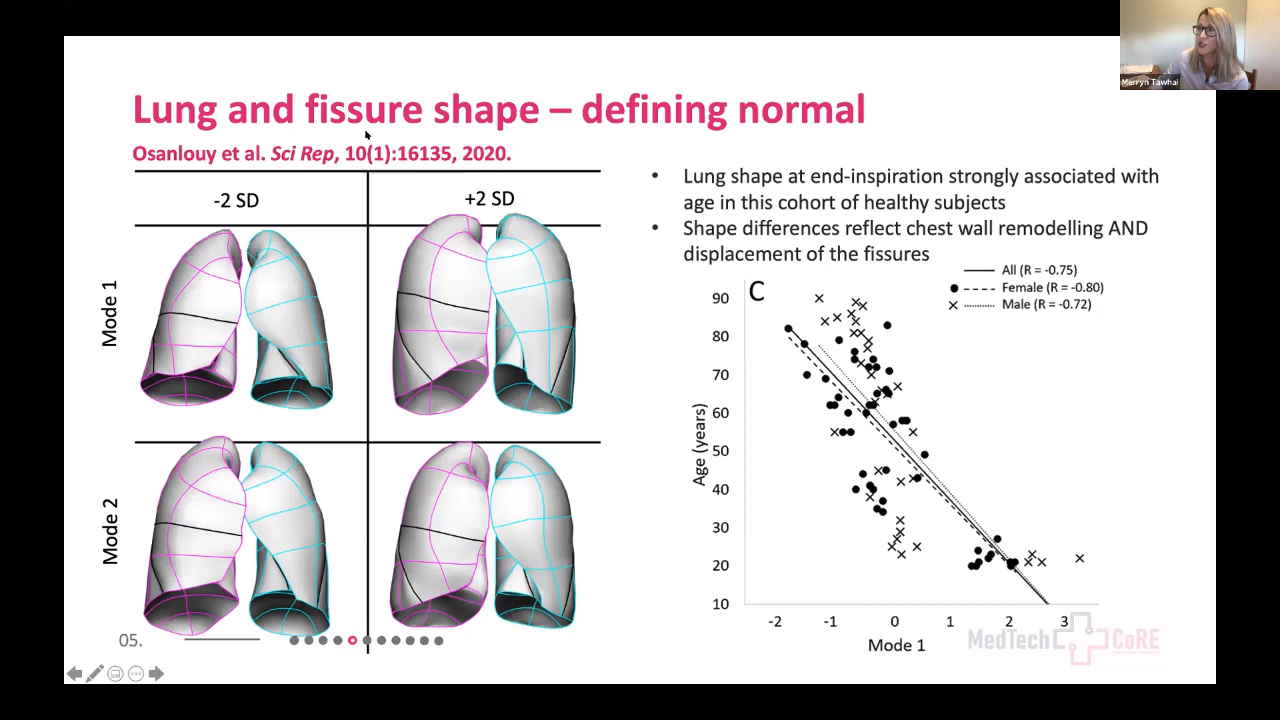 Merryn Tawhai
Lung and fissure shape – defining normal
Osanlouy et al. Sci Rep, 10(1):16135, 2020.
-2 SD
+2 SD
Mode 1
Mode 2
• Lung shape at end-inspiration strongly associated with
age in this cohort of healthy subjects
• Shape differences reflect chest wall remodelling AND
displacement of the fissures
C
All (R = -0.75)
Female (R = -0.80)
Male (R = -0.72)
Age (years)
90
80
70
60
50
40
30
20
10
-2 -1 0 1 2 3
Mode 1
MedTech CoRE
05.